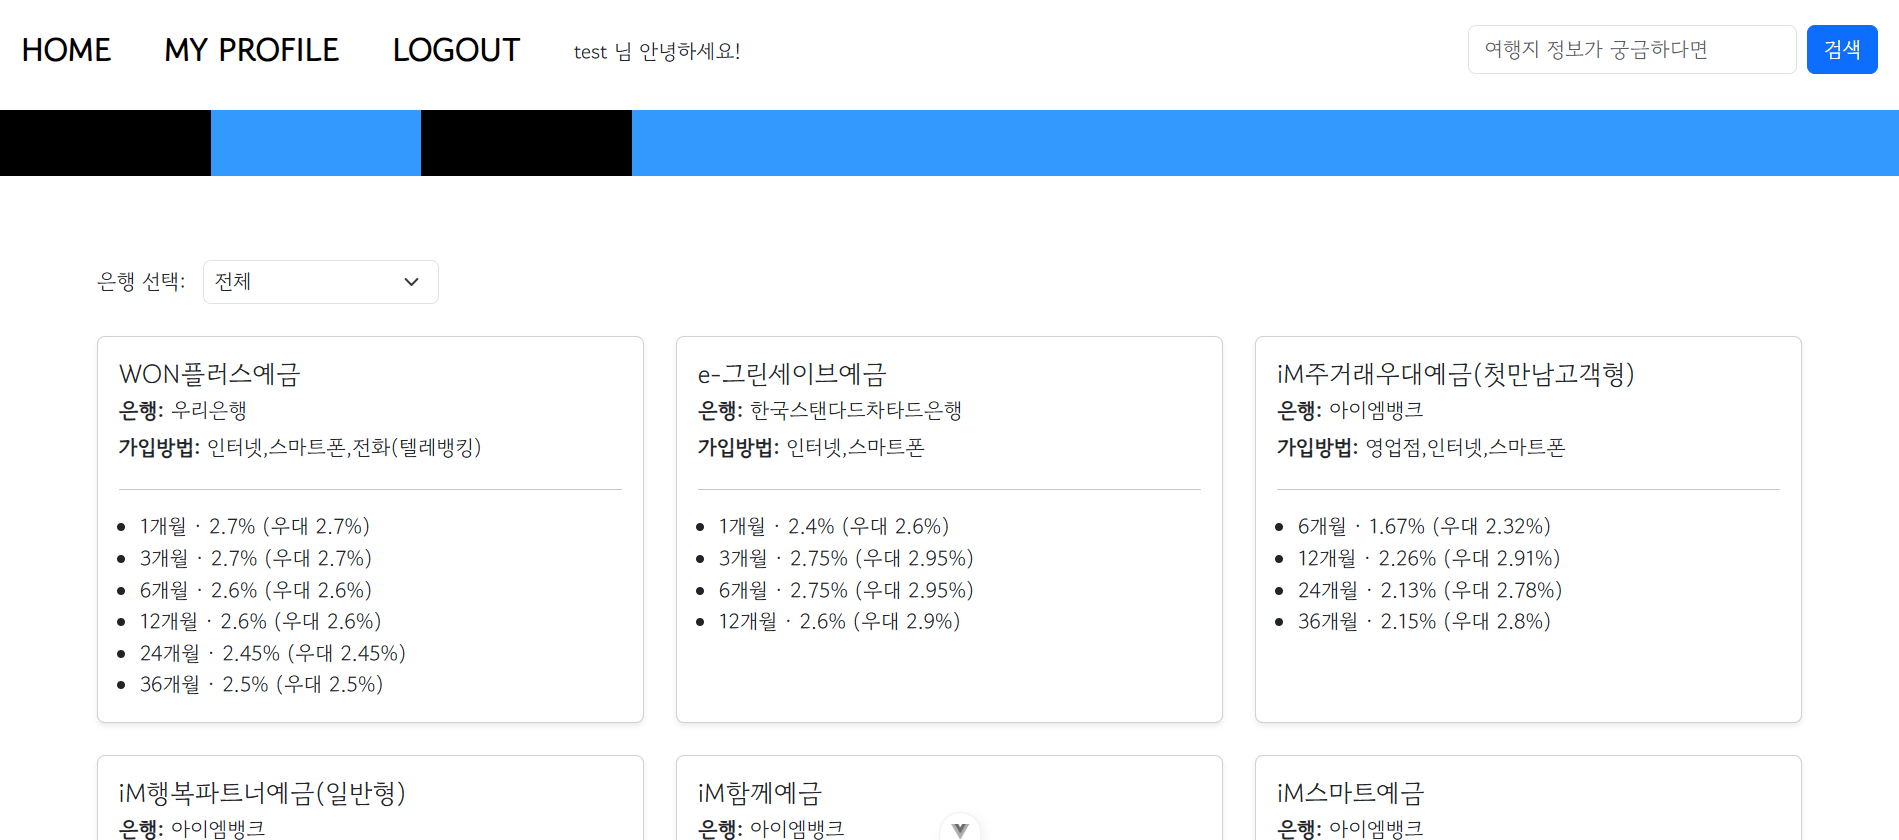 HOME MY PROFILE LOGOUT test 님 안녕하세요! 여행지 정보가 궁금하다면 검색
은행 선택: 전체
WON플러스예금
은행: 우리은행
가입방법: 인터넷,스마트폰,전화(텔레뱅킹)
• 1개월 · 2.7% (우대 2.7%)
• 3개월 · 2.7% (우대 2.7%)
• 6개월 · 2.6% (우대 2.6%)
• 12개월 · 2.6% (우대 2.6%)
• 24개월 · 2.45% (우대 2.45%)
• 36개월 · 2.5% (우대 2.5%)
e-그린세이브예금
은행: 한국스탠다드차타드은행
가입방법: 인터넷,스마트폰
• 1개월 · 2.4% (우대 2.6%)
• 3개월 · 2.75% (우대 2.95%)
• 6개월 · 2.75% (우대 2.95%)
• 12개월 · 2.6% (우대 2.9%)
iM주거래우대예금(첫만남고객형)
은행: 아이엠뱅크
가입방법: 영업점,인터넷,스마트폰
• 6개월 · 1.67% (우대 2.32%)
• 12개월 · 2.26% (우대 2.91%)
• 24개월 · 2.13% (우대 2.78%)
• 36개월 · 2.15% (우대 2.8%)
iM행복파트너예금(일반형)
은행: 아이엠뱅크
iM함께예금
은행: 아이엠뱅크
iM스마트예금
은행: 아이엠뱅크